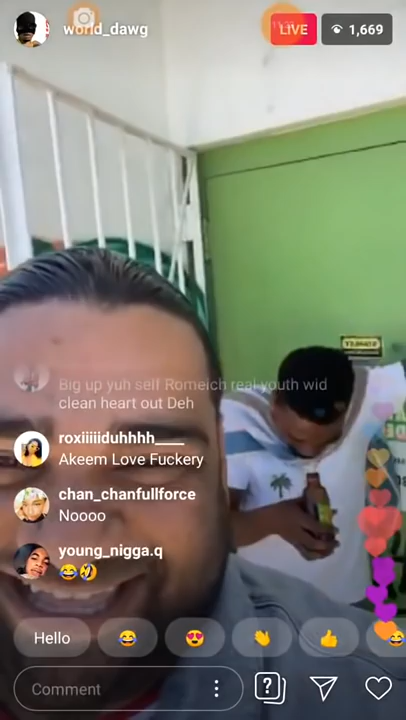 world_dawg
LIVE
1,669
Big up yuh self Romeich real youth wid
clean heart out Deh
roxiiiiiduhhhh____
Akeem Love Fuckery
chan_chanfullforce
Noooo
young_nigga.q
😂🤣
Hello 😂 😍 👏 👍 😂
Comment